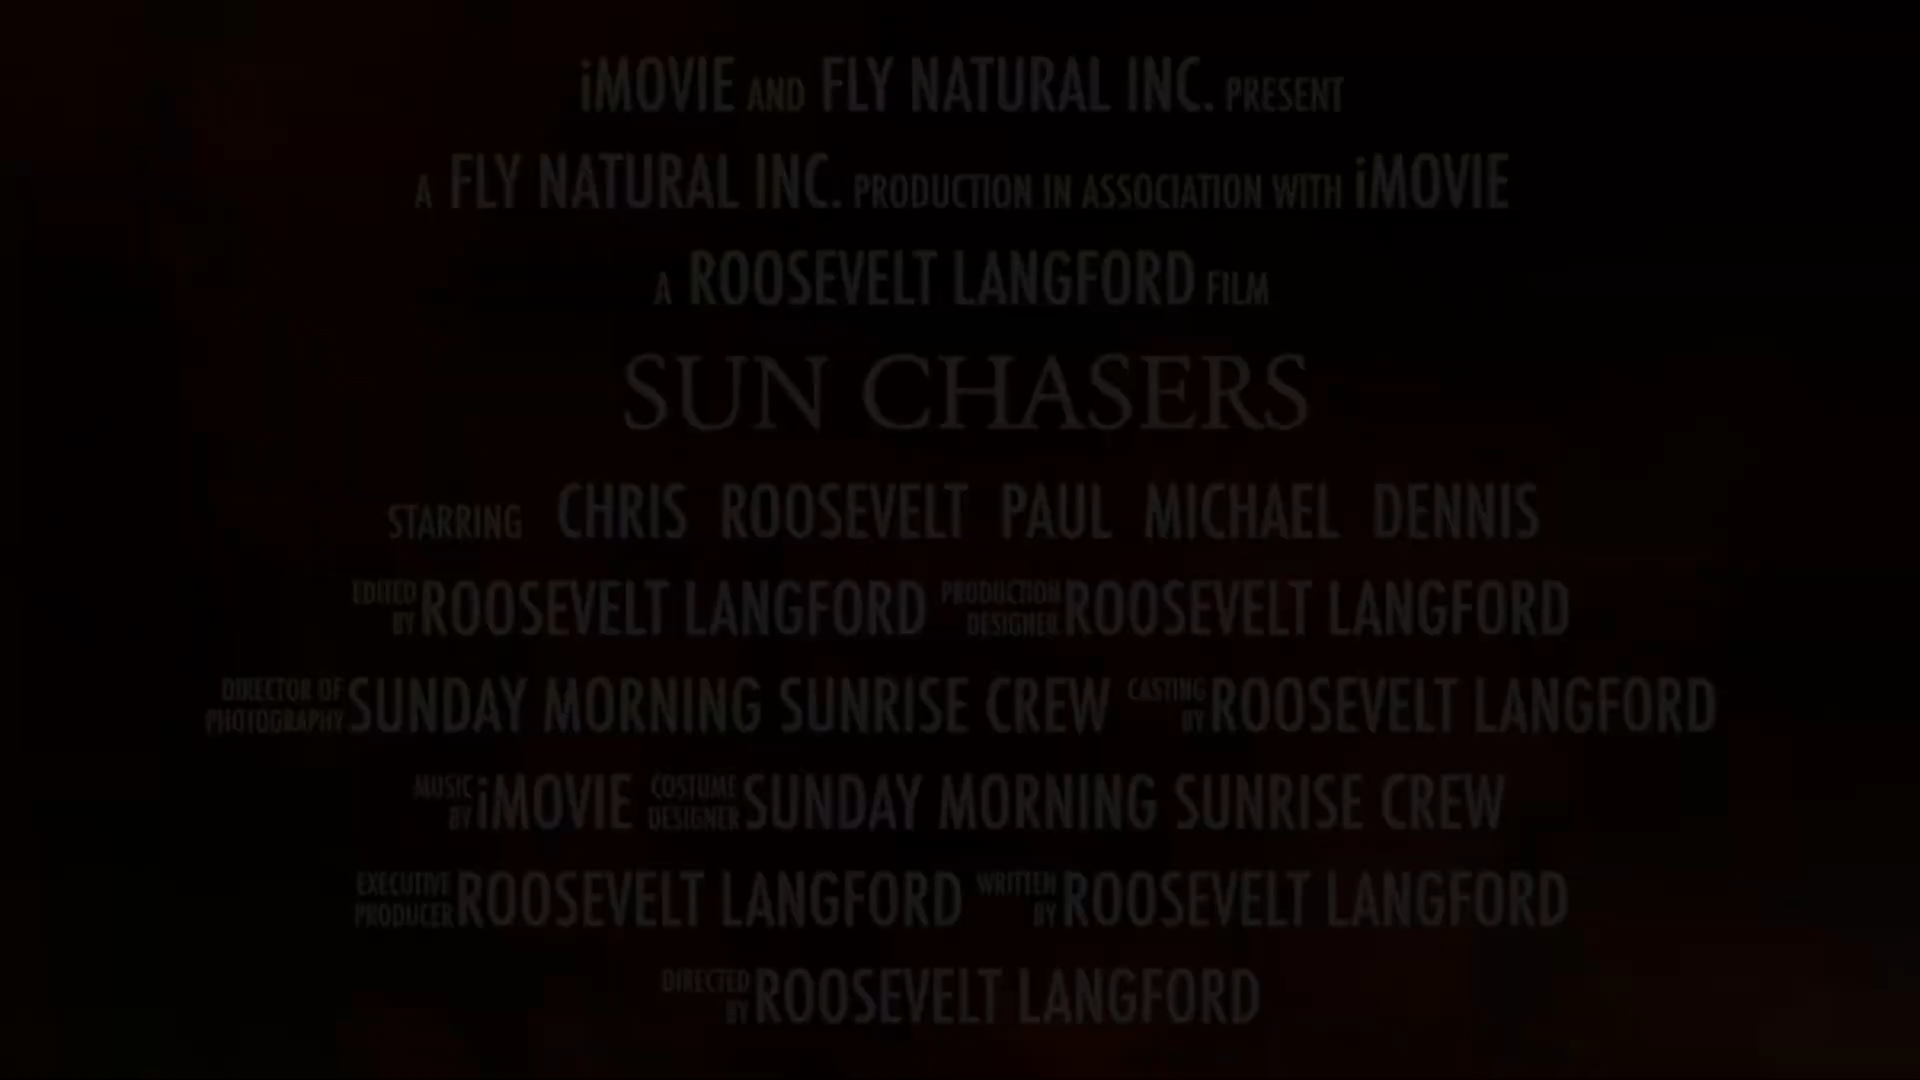 iMOVIE AND FLY NATURAL INC. PRESENT
A FLY NATURAL INC. PRODUCTION IN ASSOCIATION WITH iMOVIE
A ROOSEVELT LANGFORD FILM
SUN CHASERS
STARRING CHRIS ROOSEVELT PAUL MICHAEL DENNIS
EDITED BY ROOSEVELT LANGFORD PRODUCTION DESIGNER ROOSEVELT LANGFORD
DIRECTOR OF PHOTOGRAPHY SUNDAY MORNING SUNRISE CREW CASTING BY ROOSEVELT LANGFORD
MUSIC BY iMOVIE COSTUME DESIGNER SUNDAY MORNING SUNRISE CREW
EXECUTIVE PRODUCER ROOSEVELT LANGFORD WRITTEN BY ROOSEVELT LANGFORD
DIRECTED BY ROOSEVELT LANGFORD